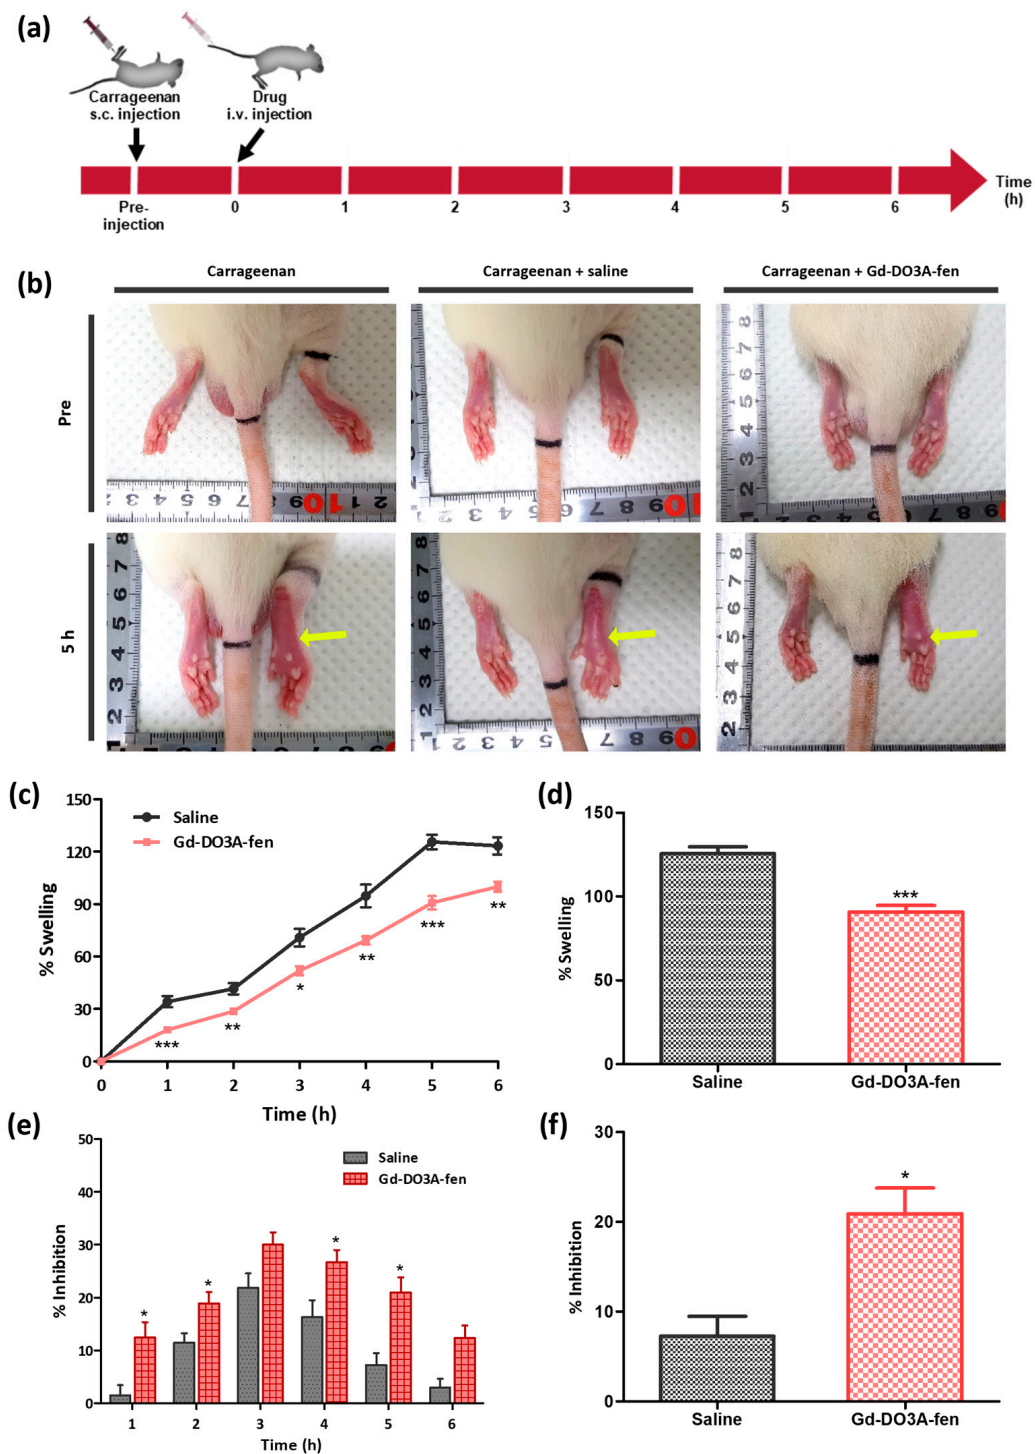 (a)
Carrageenan
s.c. injection
Drug
i.v. injection
Pre-
injection
0 1 2 3 4 5 6
Time
(h)
(b)
Carrageenan
Carrageenan + saline
Carrageenan + Gd-DO3A-fen
Pre
5 h
(c)
% Swelling
150
120
90
60
30
0
Saline
Gd-DO3A-fen
***
**
*
**
***
**
0 1 2 3 4 5 6
Time (h)
(d)
% Swelling
150
100
50
0
***
Saline
Gd-DO3A-fen
(e)
% Inhibition
50
40
30
20
10
0
Saline
Gd-DO3A-fen
*
*
*
*
1 2 3 4 5 6
Time (h)
(f)
% Inhibition
30
20
10
0
*
Saline
Gd-DO3A-fen